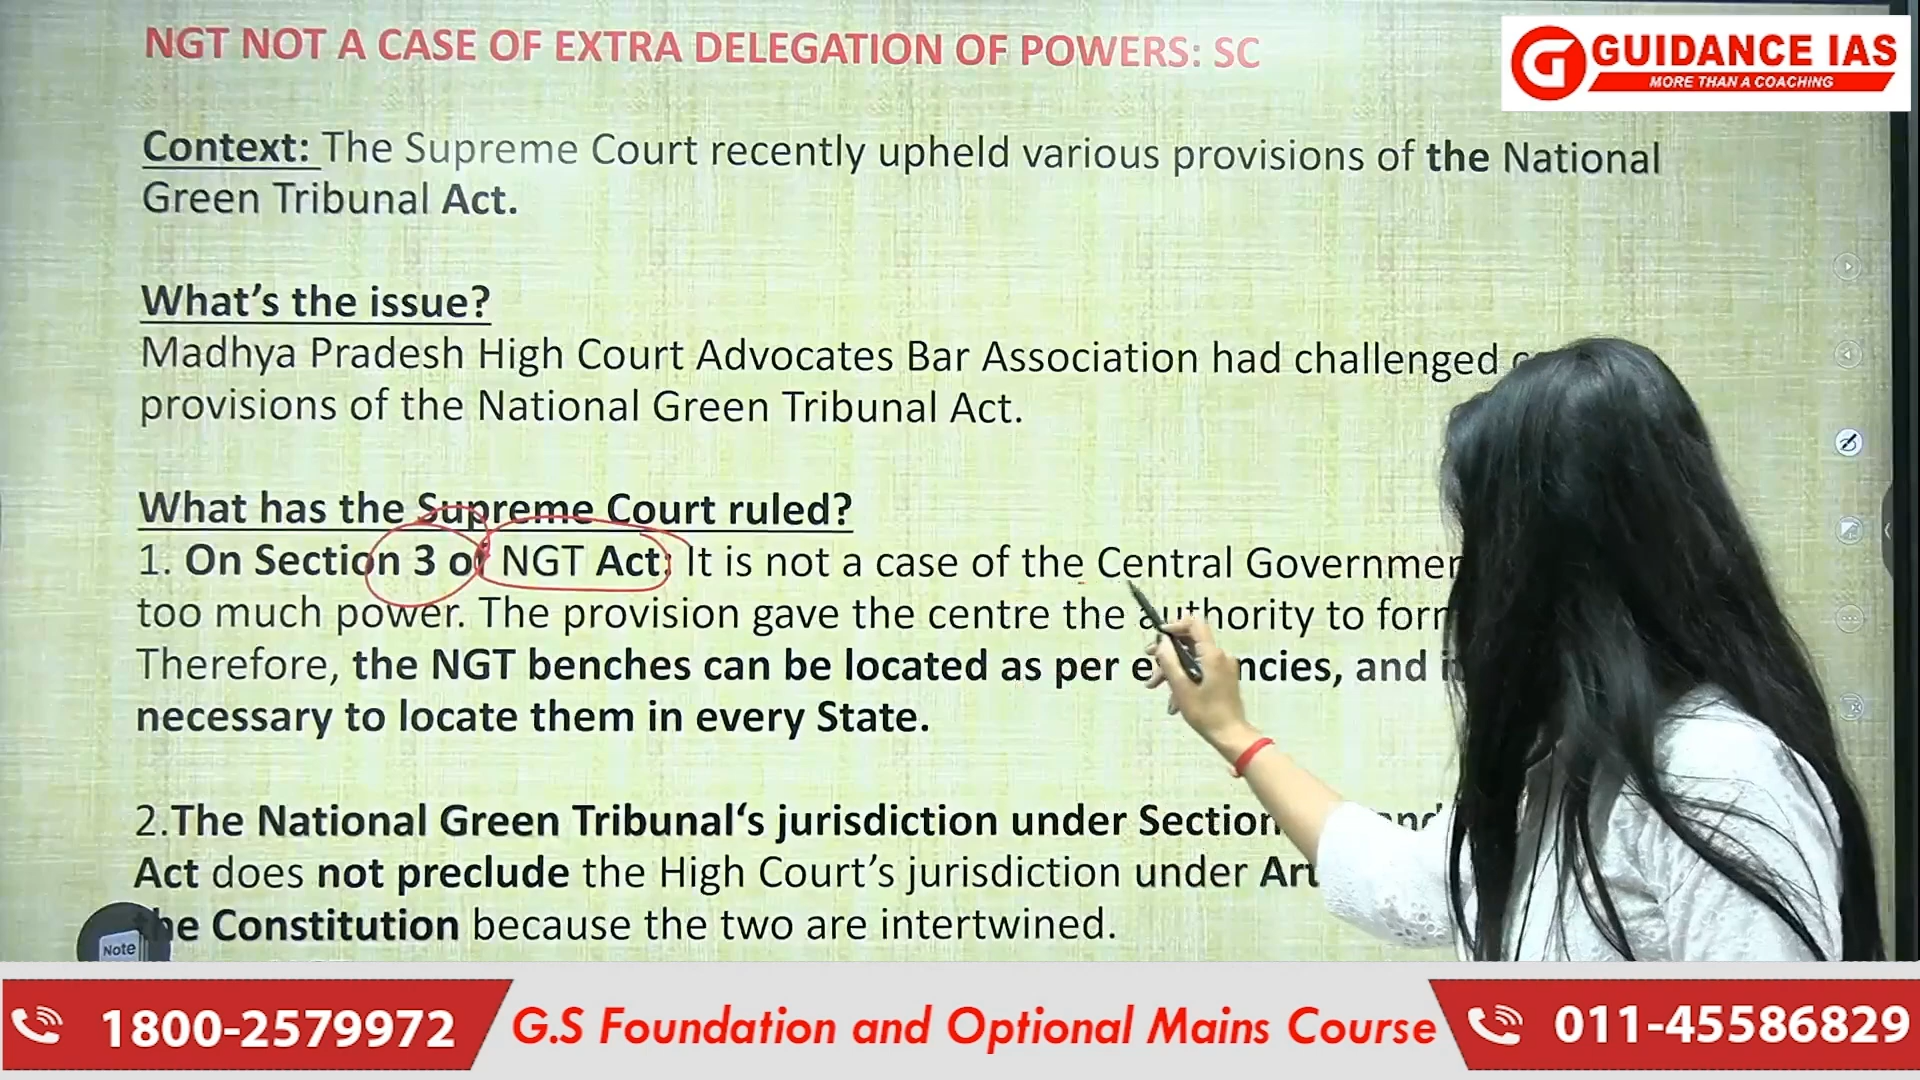 NGT NOT A CASE OF EXTRA DELEGATION OF POWERS: SC
GUIDANCE IAS
MORE THAN A COACHING
Context: The Supreme Court recently upheld various provisions of the National
Green Tribunal Act.
What's the issue?
Madhya Pradesh High Court Advocates Bar Association had challenged
provisions of the National Green Tribunal Act.
What has the Supreme Court ruled?
1. On Section 3 of NGT Act: It is not a case of the Central
too much power. The provision gave the centre the authority to
Therefore, the NGT benches can be located as per and
necessary to locate them in every State.
2.The National Green Tribunal‘s jurisdiction under Section
Act does not preclude the High Court’s jurisdiction under
the Constitution because the two are intertwined.
Note
1800-2579972
G.S Foundation and Optional Mains Course
011-45586829